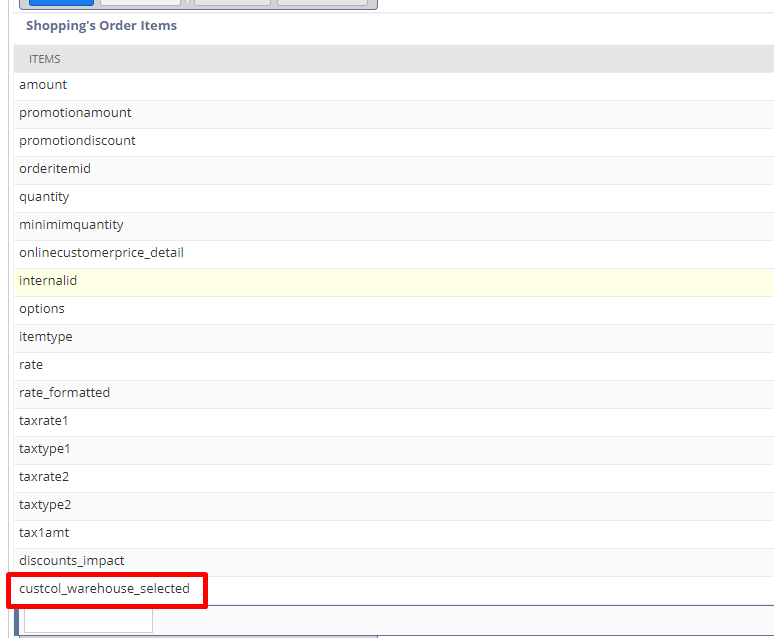 Shopping's Order Items
ITEMS
amount
promotionamount
promotiondiscount
orderitemid
quantity
minimimquantity
onlinecustomerprice_detail
internalid
options
itemtype
rate
rate_formatted
taxrate1
taxtype1
taxrate2
taxtype2
tax1amt
discounts_impact
custcol_warehouse_selected